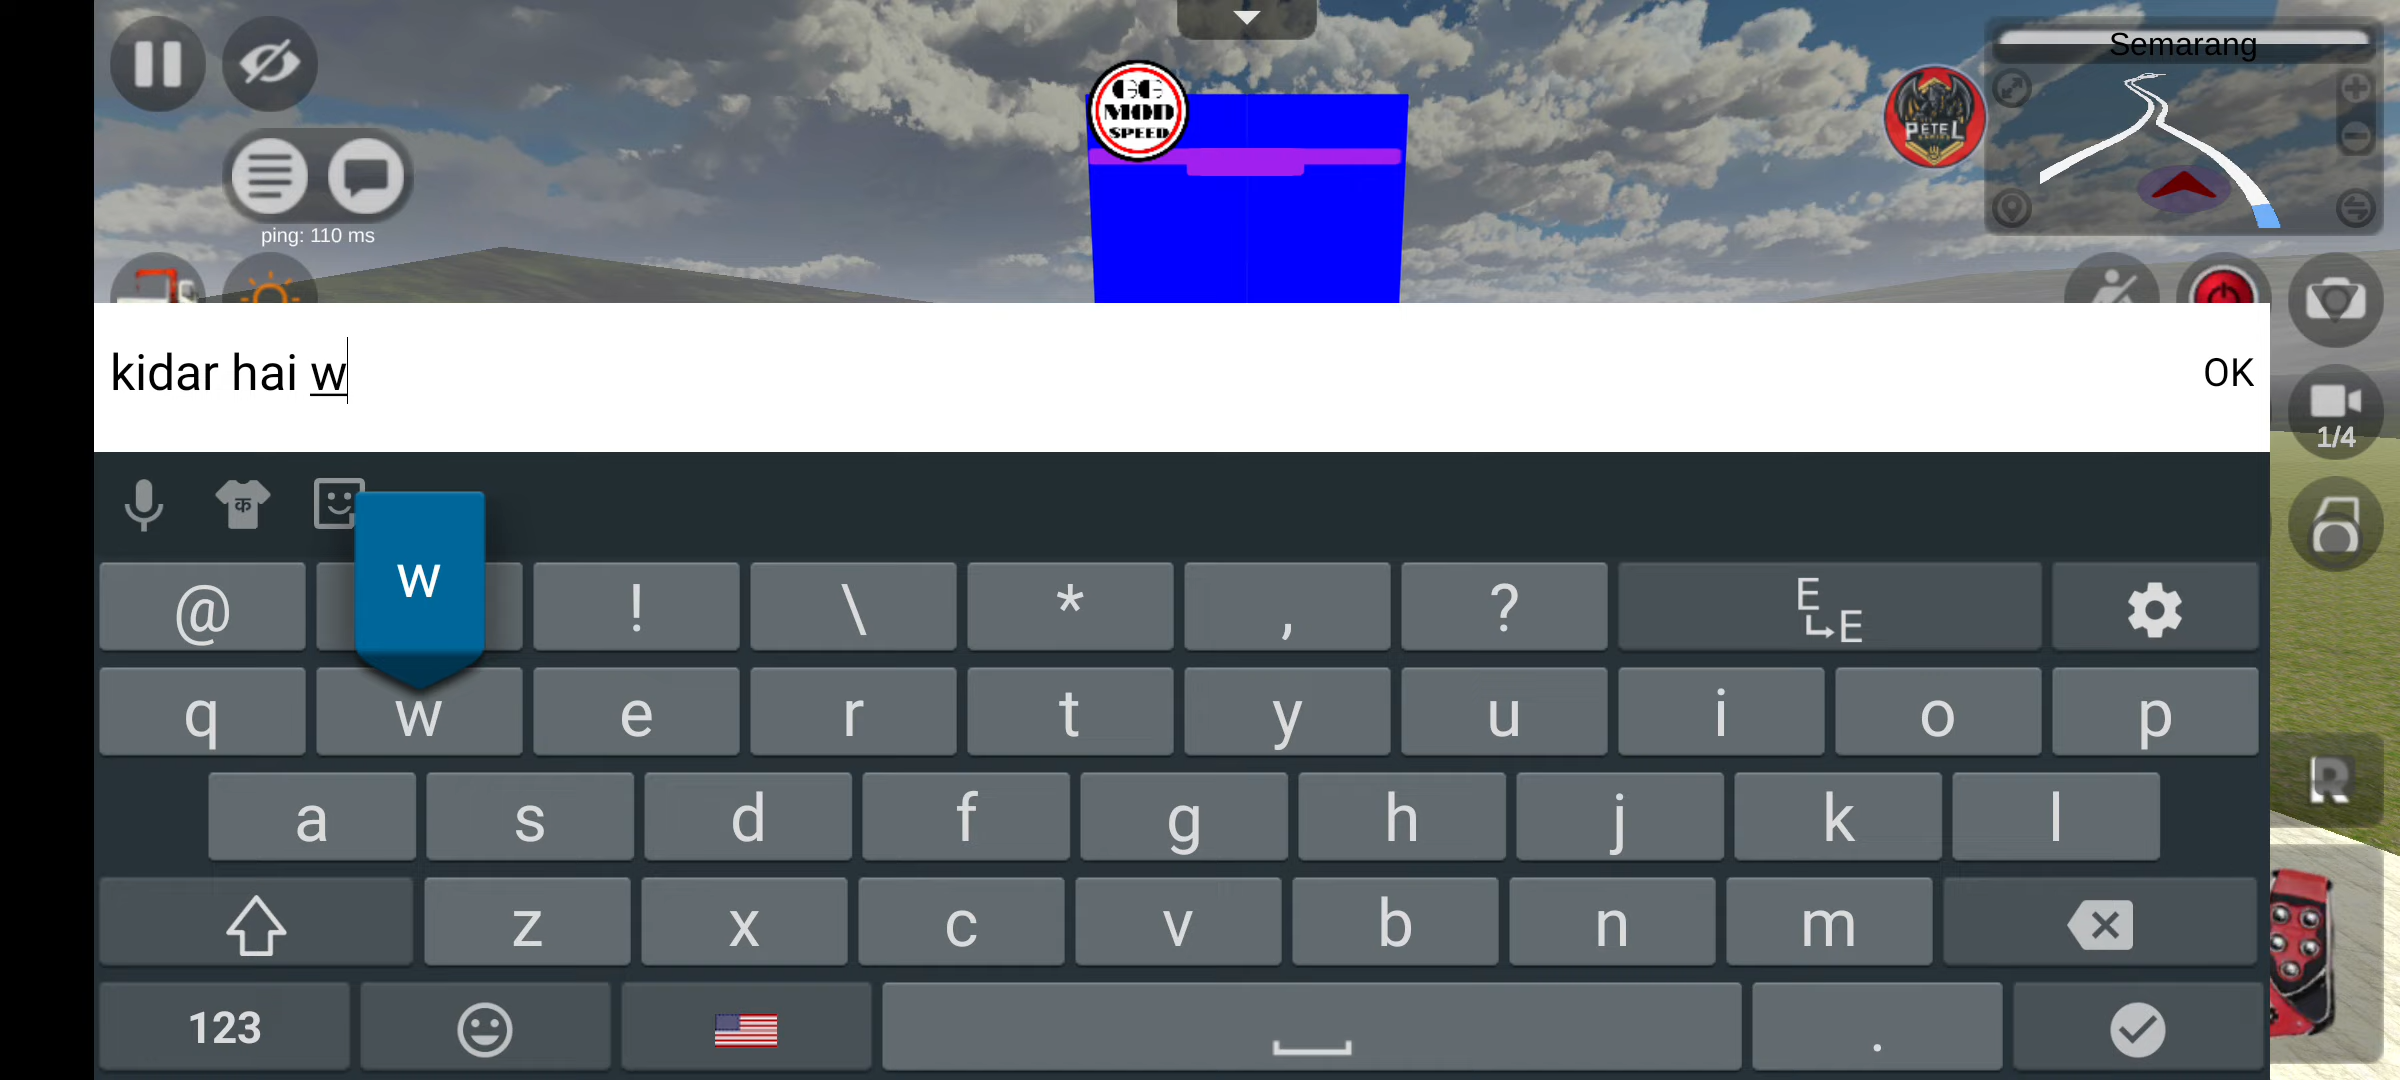 Semarang
GC
MOD
SPEED
PETEL
ping: 110 ms
kidar hai w
OK
1/4
क
w
@ ! \ * , ? E E
q w e r t y u i o p
a s d f g h j k l
R
z x c v b n m
123 .